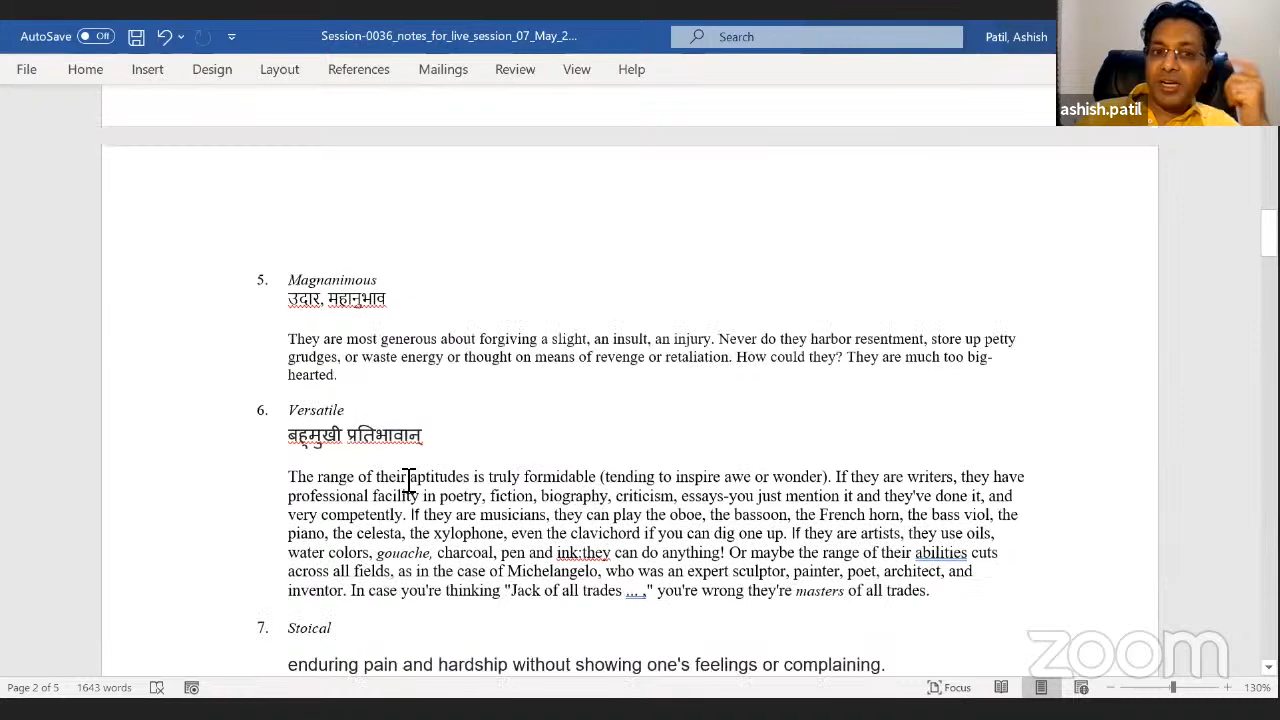 AutoSave Off Session-0036_notes_for_live_session_07_May_2... Search Patil, Ashish
File Home Insert Design Layout References Mailings Review View Help
ashish.patil
5. Magnanimous
उदार, महानुभाव
They are most generous about forgiving a slight, an insult, an injury. Never do they harbor resentment, store up petty
grudges, or waste energy or thought on means of revenge or retaliation. How could they? They are much too big-
hearted.
6. Versatile
बहूमुखी प्रतिभावान्
The range of their aptitudes is truly formidable (tending to inspire awe or wonder). If they are writers, they have
professional facility in poetry, fiction, biography, criticism, essays-you just mention it and they've done it, and
very competently. If they are musicians, they can play the oboe, the bassoon, the French horn, the bass viol, the
piano, the celesta, the xylophone, even the clavichord if you can dig one up. If they are artists, they use oils,
water colors, gouache, charcoal, pen and ink:they can do anything! Or maybe the range of their abilities cuts
across all fields, as in the case of Michelangelo, who was an expert sculptor, painter, poet, architect, and
inventor. In case you're thinking "Jack of all trades ... ," you're wrong they're masters of all trades.
7. Stoical
enduring pain and hardship without showing one's feelings or complaining.
zoom
Page 2 of 5 1643 words Focus 130%